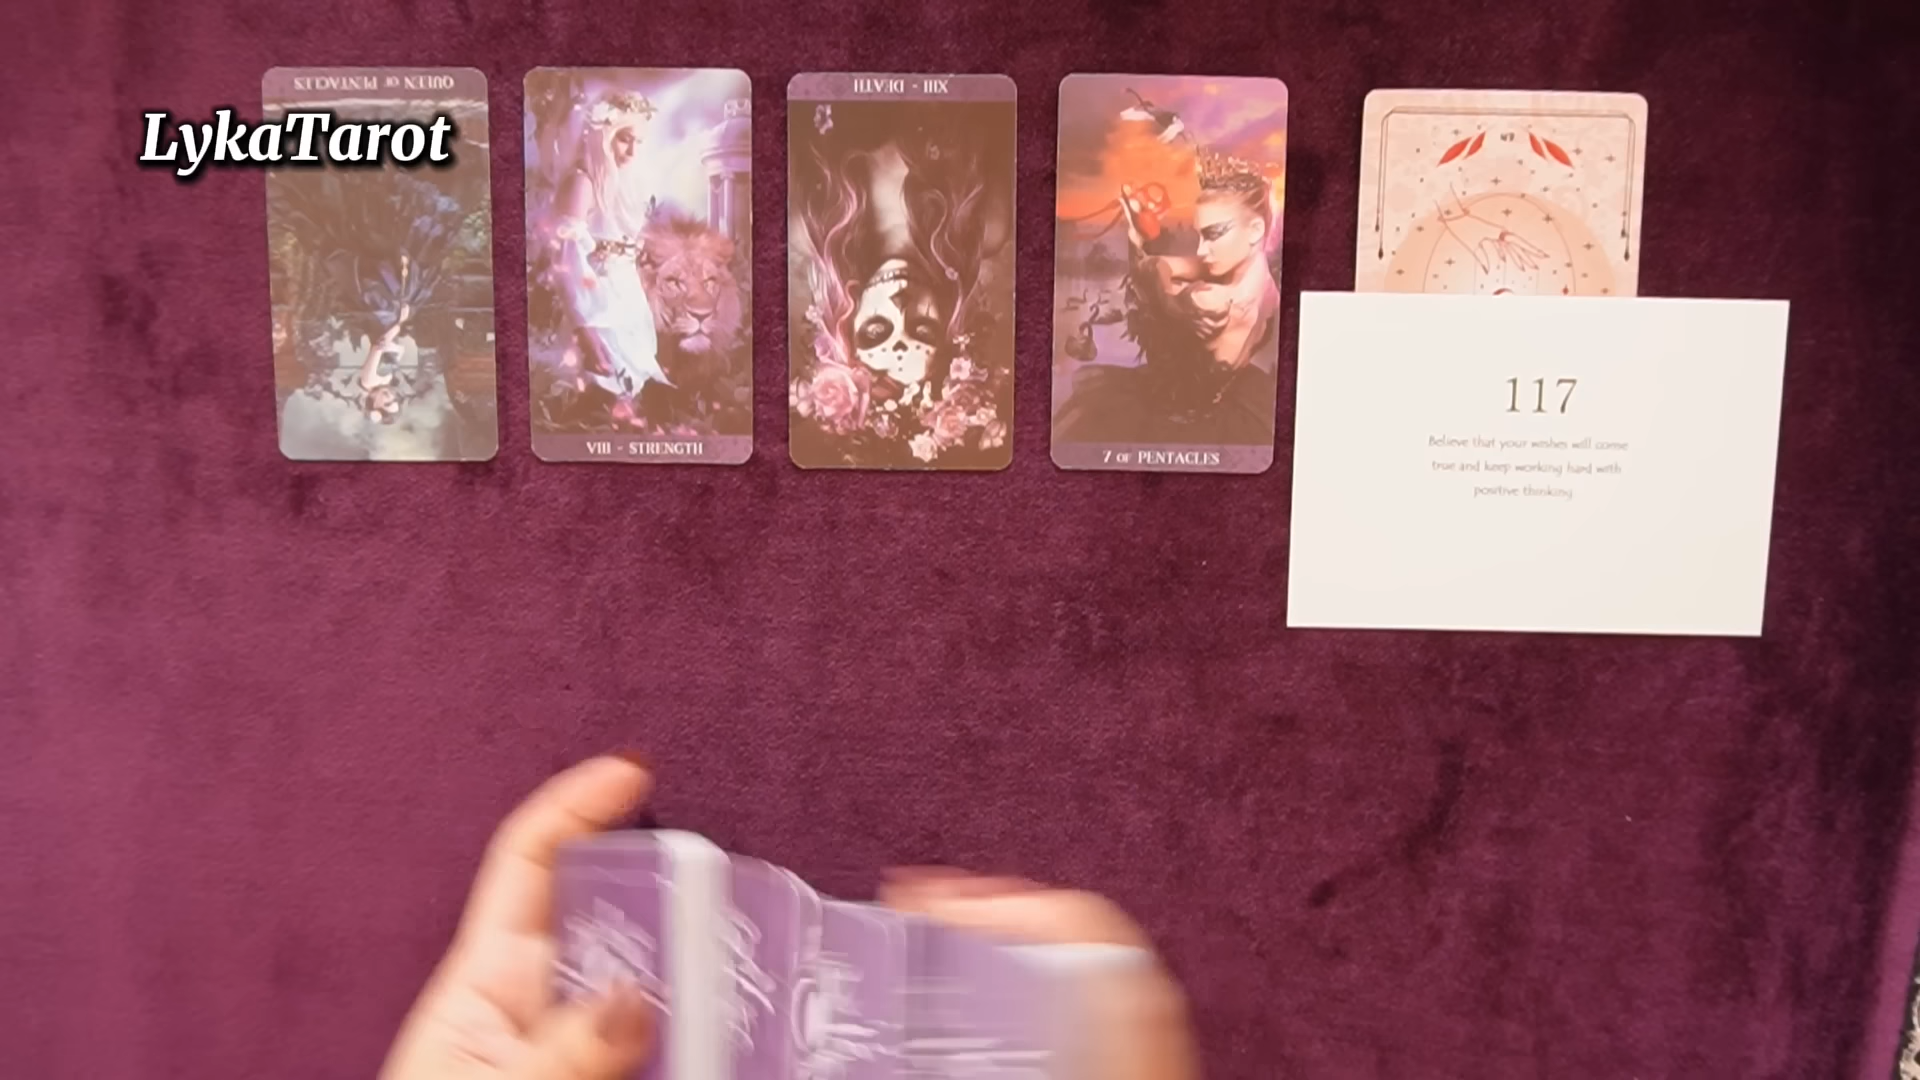 QUEEN OF PENTACLES
LykaTarot
VIII - STRENGTH
XIII - DEATH
7 OF PENTACLES
117
Believe that your wishes will come
true and keep working hard with
positive thinking